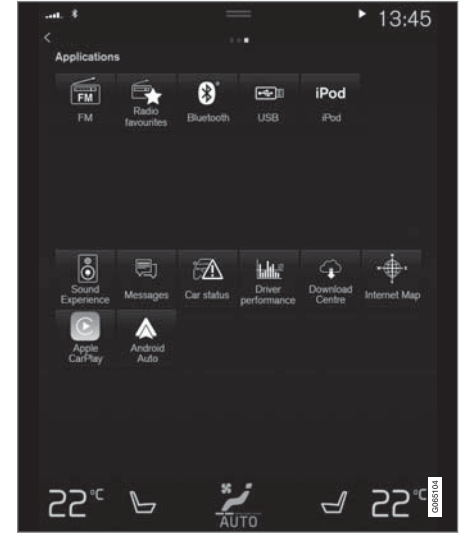 13:45
Applications
FM
FM
Radio favourites
Bluetooth
USB
iPod
iPod
Sound Experience
Messages
Car status
Driver performance
Download Centre
Internet Map
Apple CarPlay
Android Auto
22°C
AUTO
22°C
G065104